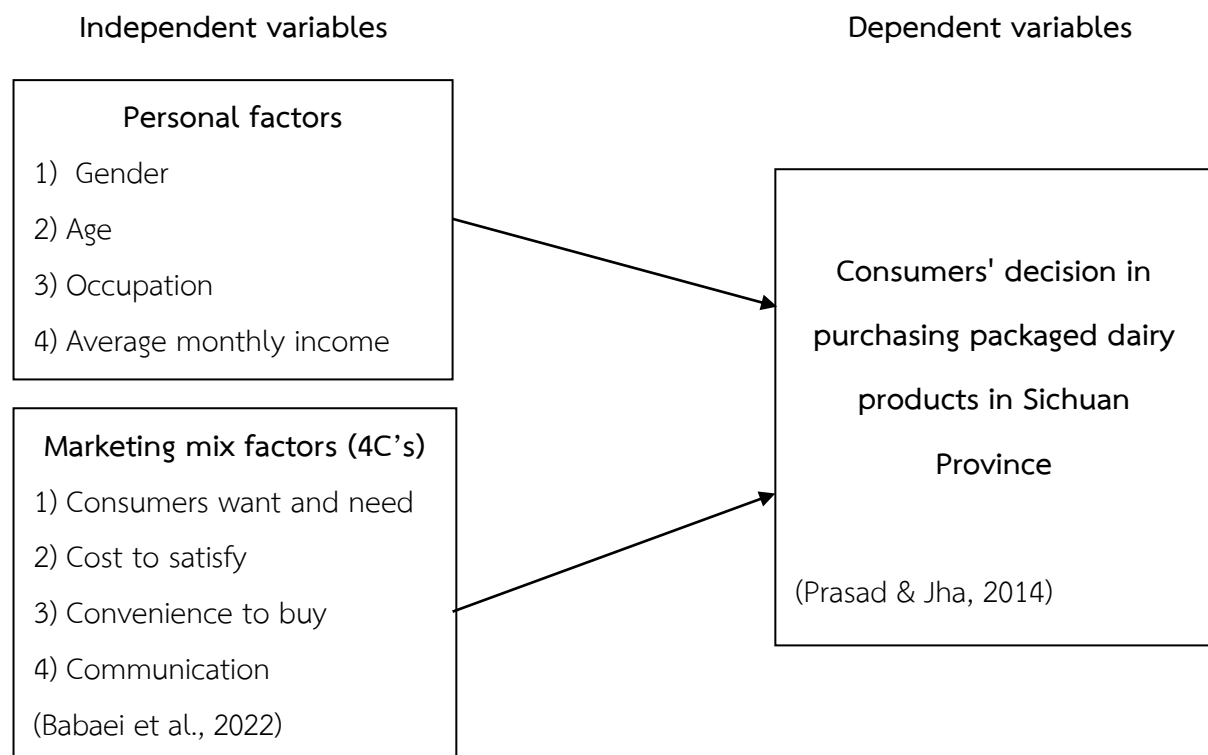 Independent variables
Dependent variables
Personal factors
1) Gender
2) Age
3) Occupation
4) Average monthly income
Marketing mix factors (4C’s)
1) Consumers want and need
2) Cost to satisfy
3) Convenience to buy
4) Communication
(Babaei et al., 2022)
Consumers' decision in
purchasing packaged dairy
products in Sichuan
Province
(Prasad & Jha, 2014)